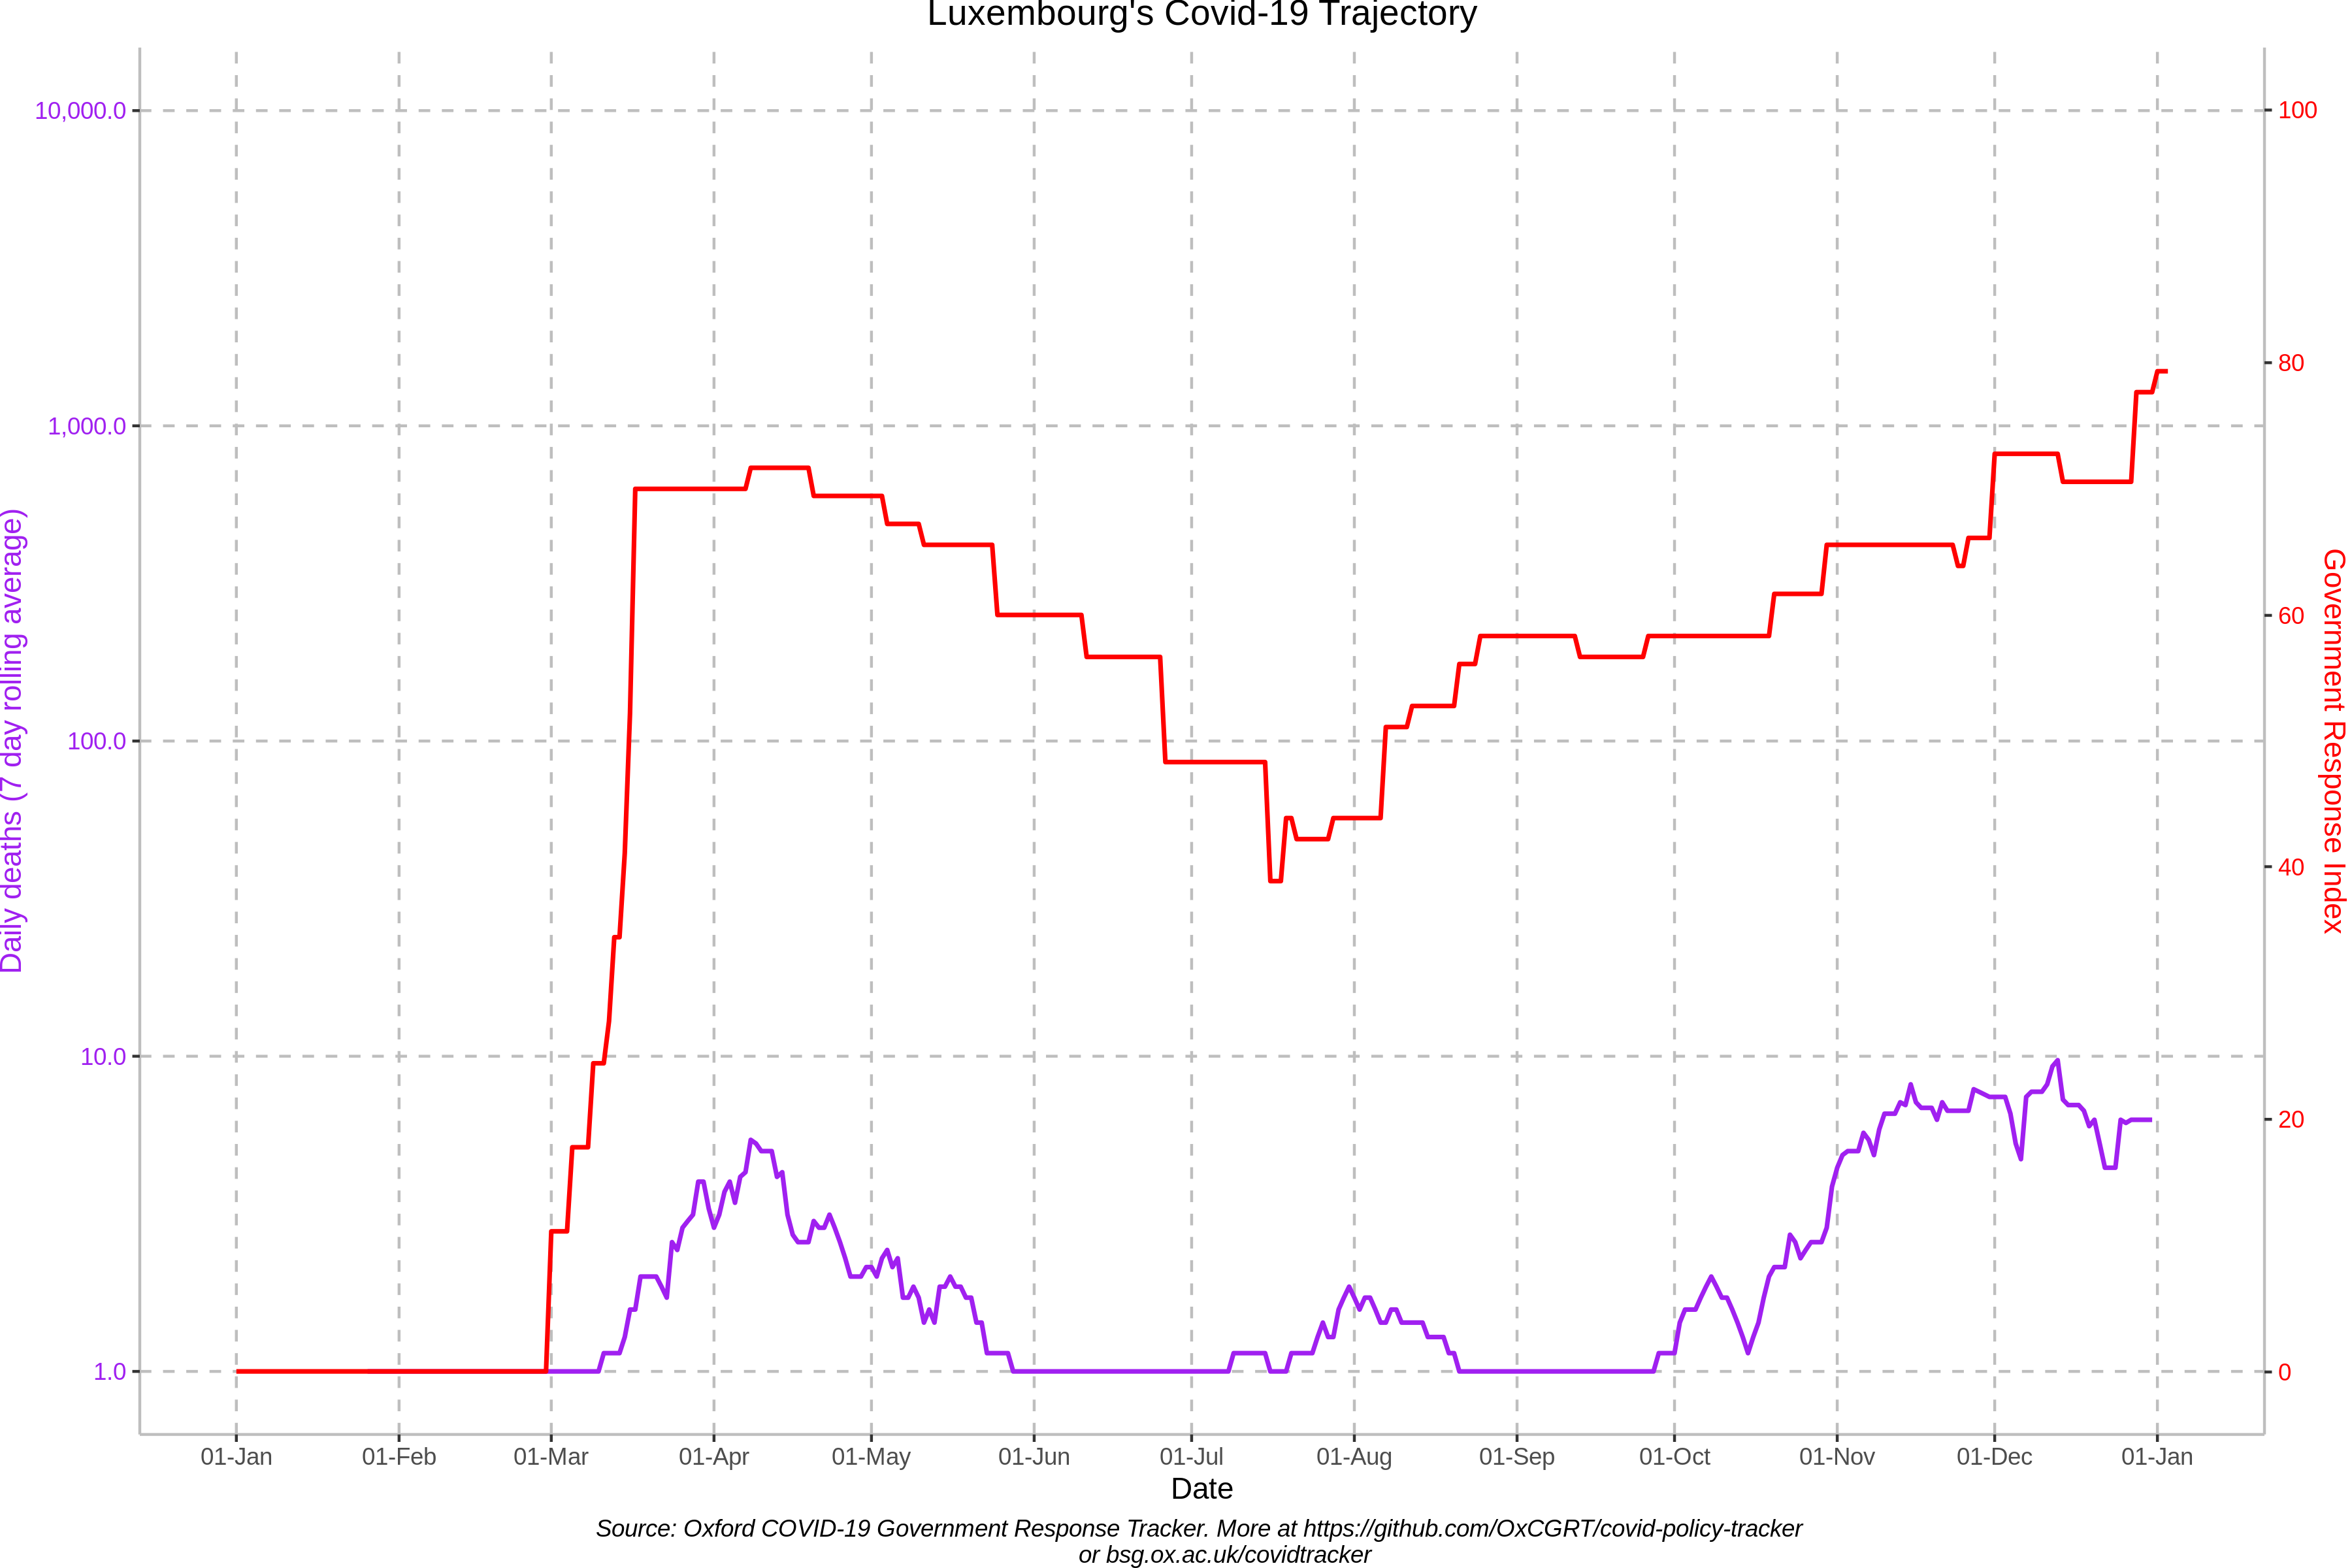 Luxembourg's Covid-19 Trajectory
10,000.0
1,000.0
100.0
10.0
1.0
Daily deaths (7 day rolling average)
100
80
60
40
20
0
Government Response Index
01-Jan 01-Feb 01-Mar 01-Apr 01-May 01-Jun 01-Jul 01-Aug 01-Sep 01-Oct 01-Nov 01-Dec 01-Jan
Date
Source: Oxford COVID-19 Government Response Tracker. More at https://github.com/OxCGRT/covid-policy-tracker
or bsg.ox.ac.uk/covidtracker